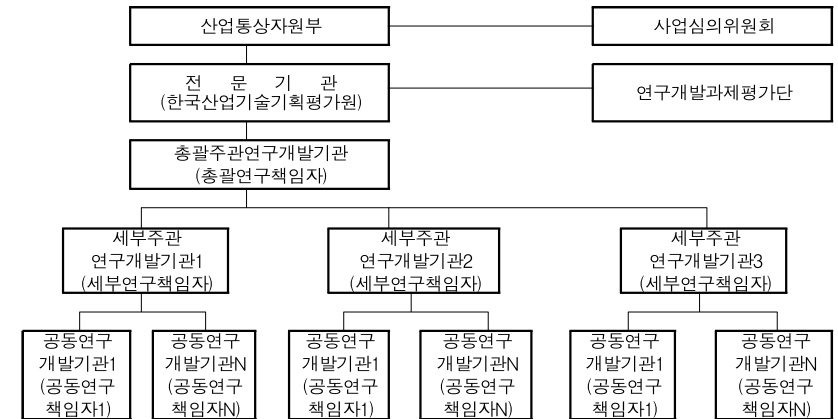 산업통상자원부
사업심의위원회
전 문 기 관
(한국산업기술기획평가원)
연구개발과제평가단
총괄주관연구개발기관
(총괄연구책임자)
세부주관
연구개발기관1
(세부연구책임자)
세부주관
연구개발기관2
(세부연구책임자)
세부주관
연구개발기관3
(세부연구책임자)
공동연구
개발기관1
(공동연구
책임자1)
공동연구
개발기관N
(공동연구
책임자N)
공동연구
개발기관1
(공동연구
책임자1)
공동연구
개발기관N
(공동연구
책임자N)
공동연구
개발기관1
(공동연구
책임자1)
공동연구
개발기관N
(공동연구
책임자N)